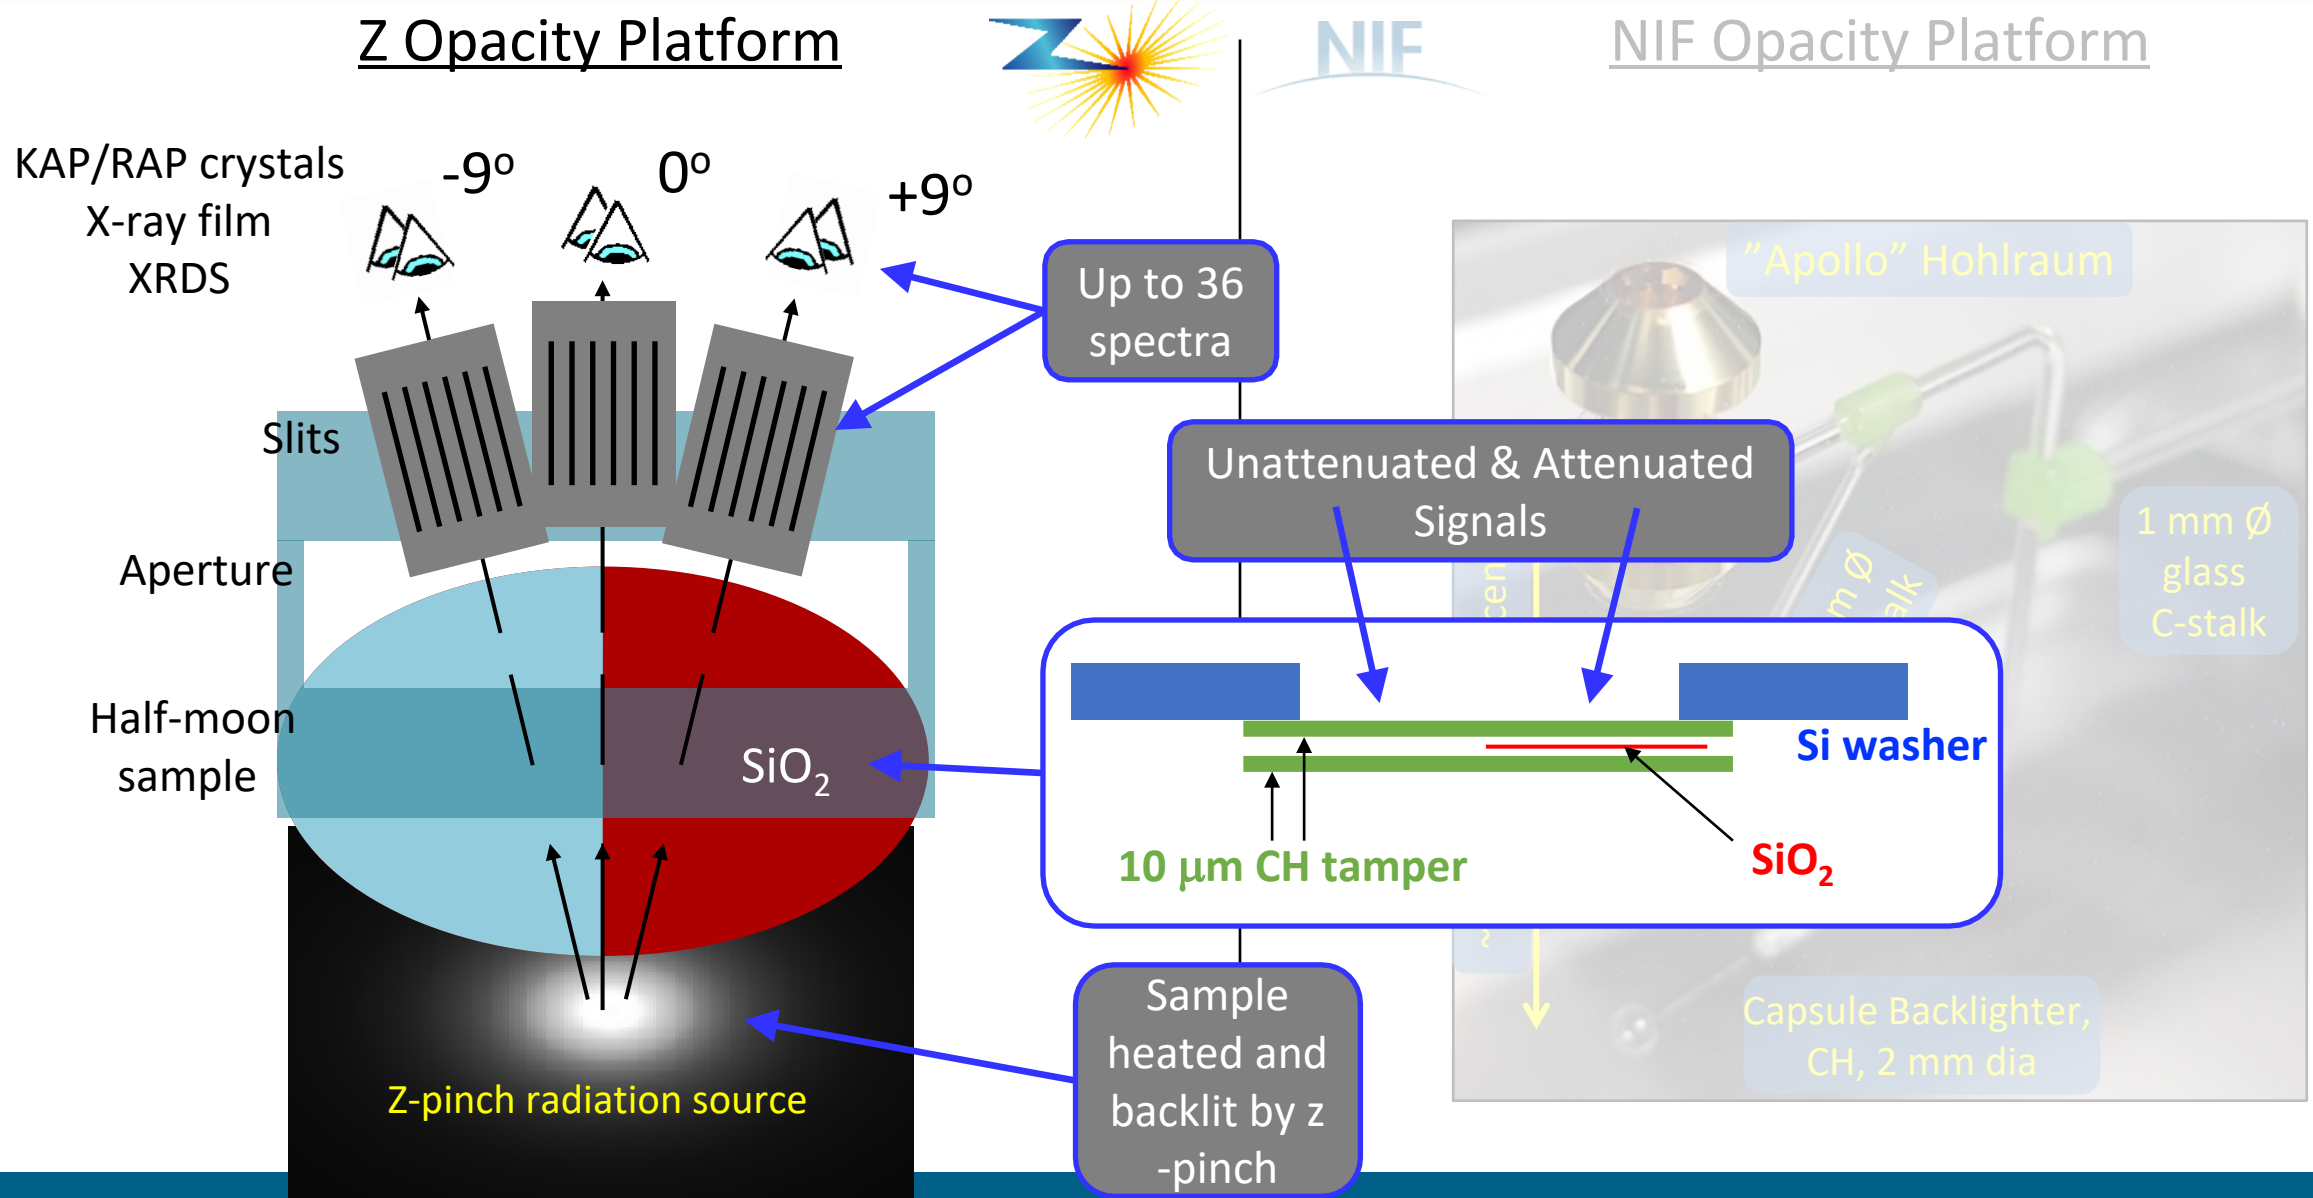 Z Opacity Platform
Z
NIF
NIF Opacity Platform
KAP/RAP crystals
X-ray film
XRDS
-9º
0º
+9º
Up to 36
spectra
"Apollo" Hohlraum
Slits
Unattenuated & Attenuated
Signals
1 mm Ø
glass
C-stalk
Aperture
m Ø
alk
cen
Half-moon
sample
SiO₂
Si washer
10 μm CH tamper
SiO₂
~
Sample
heated and
backlit by z
-pinch
Capsule Backlighter,
CH, 2 mm dia
Z-pinch radiation source